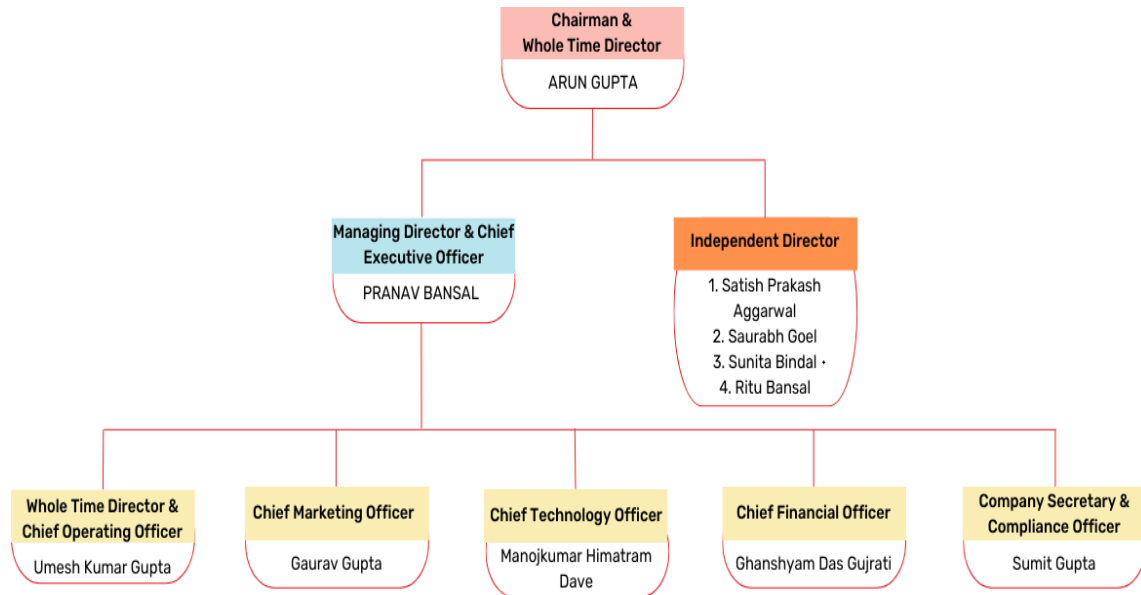 Chairman &
Whole Time Director
ARUN GUPTA
Managing Director & Chief
Executive Officer
PRANAV BANSAL
Independent Director
1. Satish Prakash
Aggarwal
2. Saurabh Goel
3. Sunita Bindal •
4. Ritu Bansal
Whole Time Director &
Chief Operating Officer
Umesh Kumar Gupta
Chief Marketing Officer
Gaurav Gupta
Chief Technology Officer
Manojkumar Himatram
Dave
Chief Financial Officer
Ghanshyam Das Gujrati
Company Secretary &
Compliance Officer
Sumit Gupta